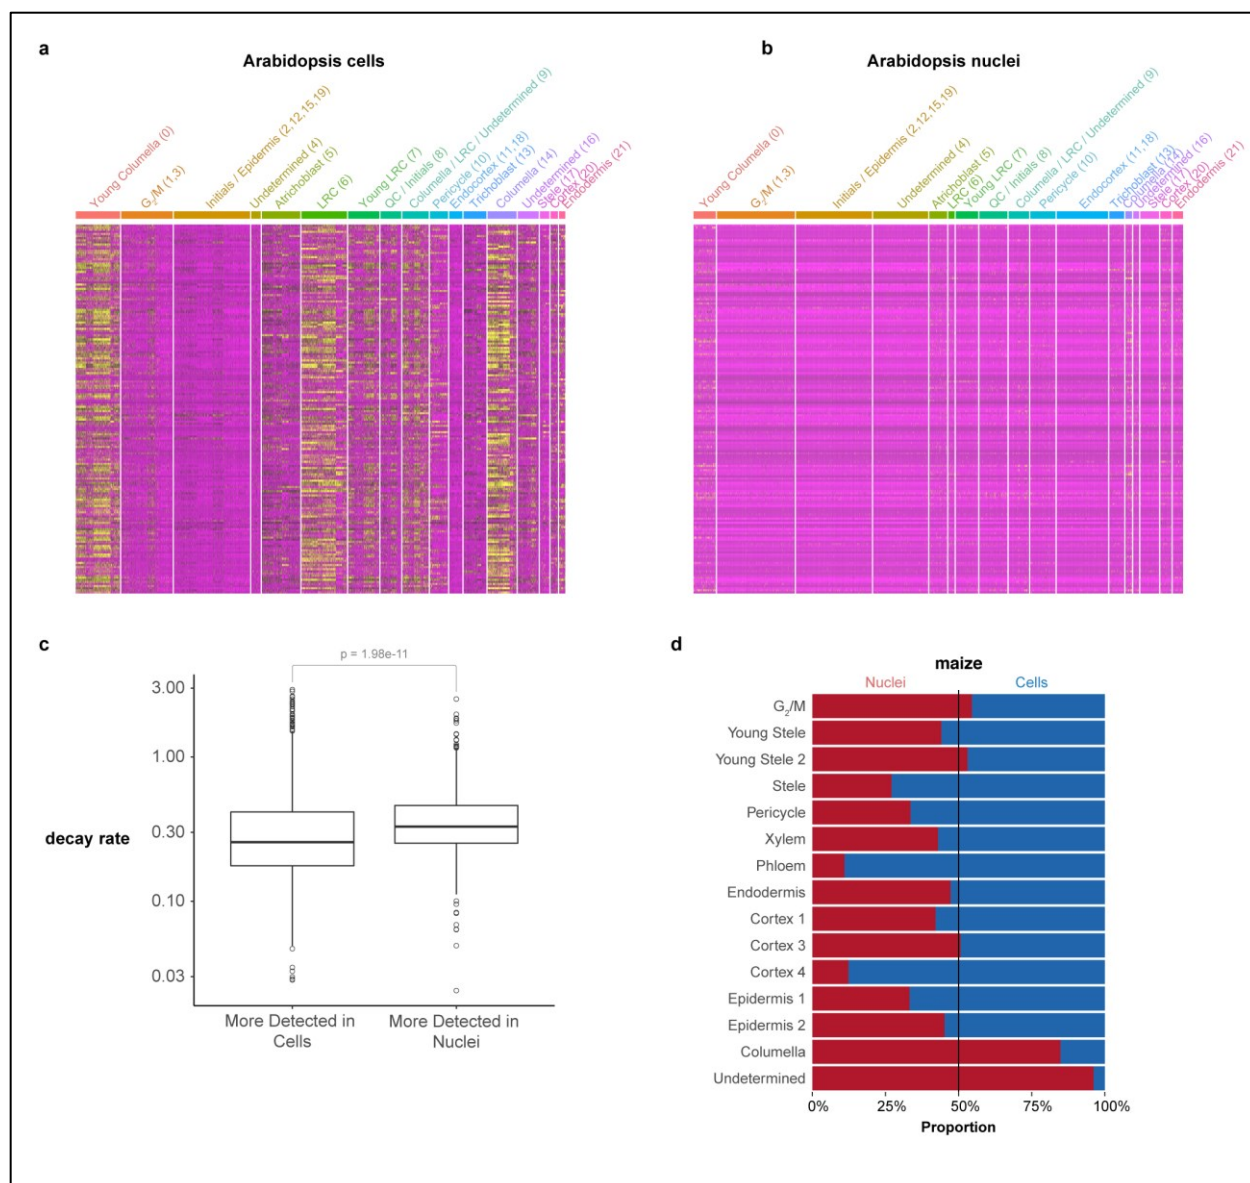 a
Arabidopsis cells
Young Columella (0)
G2/M (1,3)
Initials / Epidermis (2,12,15,19)
Undetermined (4)
Atrichoblast (5)
LRC (6)
Young LRC (7)
QC / Initials (8)
Columella / LRC / Undetermined (9)
Pericycle (10)
Endocortex (11,18)
Trichoblast (13)
Columella (14)
Undetermined (16)
Stele (17)
Cortex (20)
Endodermis (21)
b
Arabidopsis nuclei
Young Columella (0)
G2/M (1,3)
Initials / Epidermis (2,12,15,19)
Undetermined (4)
Atrichoblast (5)
LRC (6)
Young LRC (7)
QC / Initials (8)
Columella / LRC / Undetermined (9)
Pericycle (10)
Endocortex (11,18)
Trichoblast (13)
Columella (14)
Undetermined (16)
Stele (17)
Cortex (20)
Endodermis (21)
c
p = 1.98e-11
3.00
1.00
decay rate
0.30
0.10
0.03
More Detected in
Cells
More Detected in
Nuclei
d
maize
Nuclei Cells
G2/M
Young Stele
Young Stele 2
Stele
Pericycle
Xylem
Phloem
Endodermis
Cortex 1
Cortex 3
Cortex 4
Epidermis 1
Epidermis 2
Columella
Undetermined
0% 25% 50% 75% 100%
Proportion